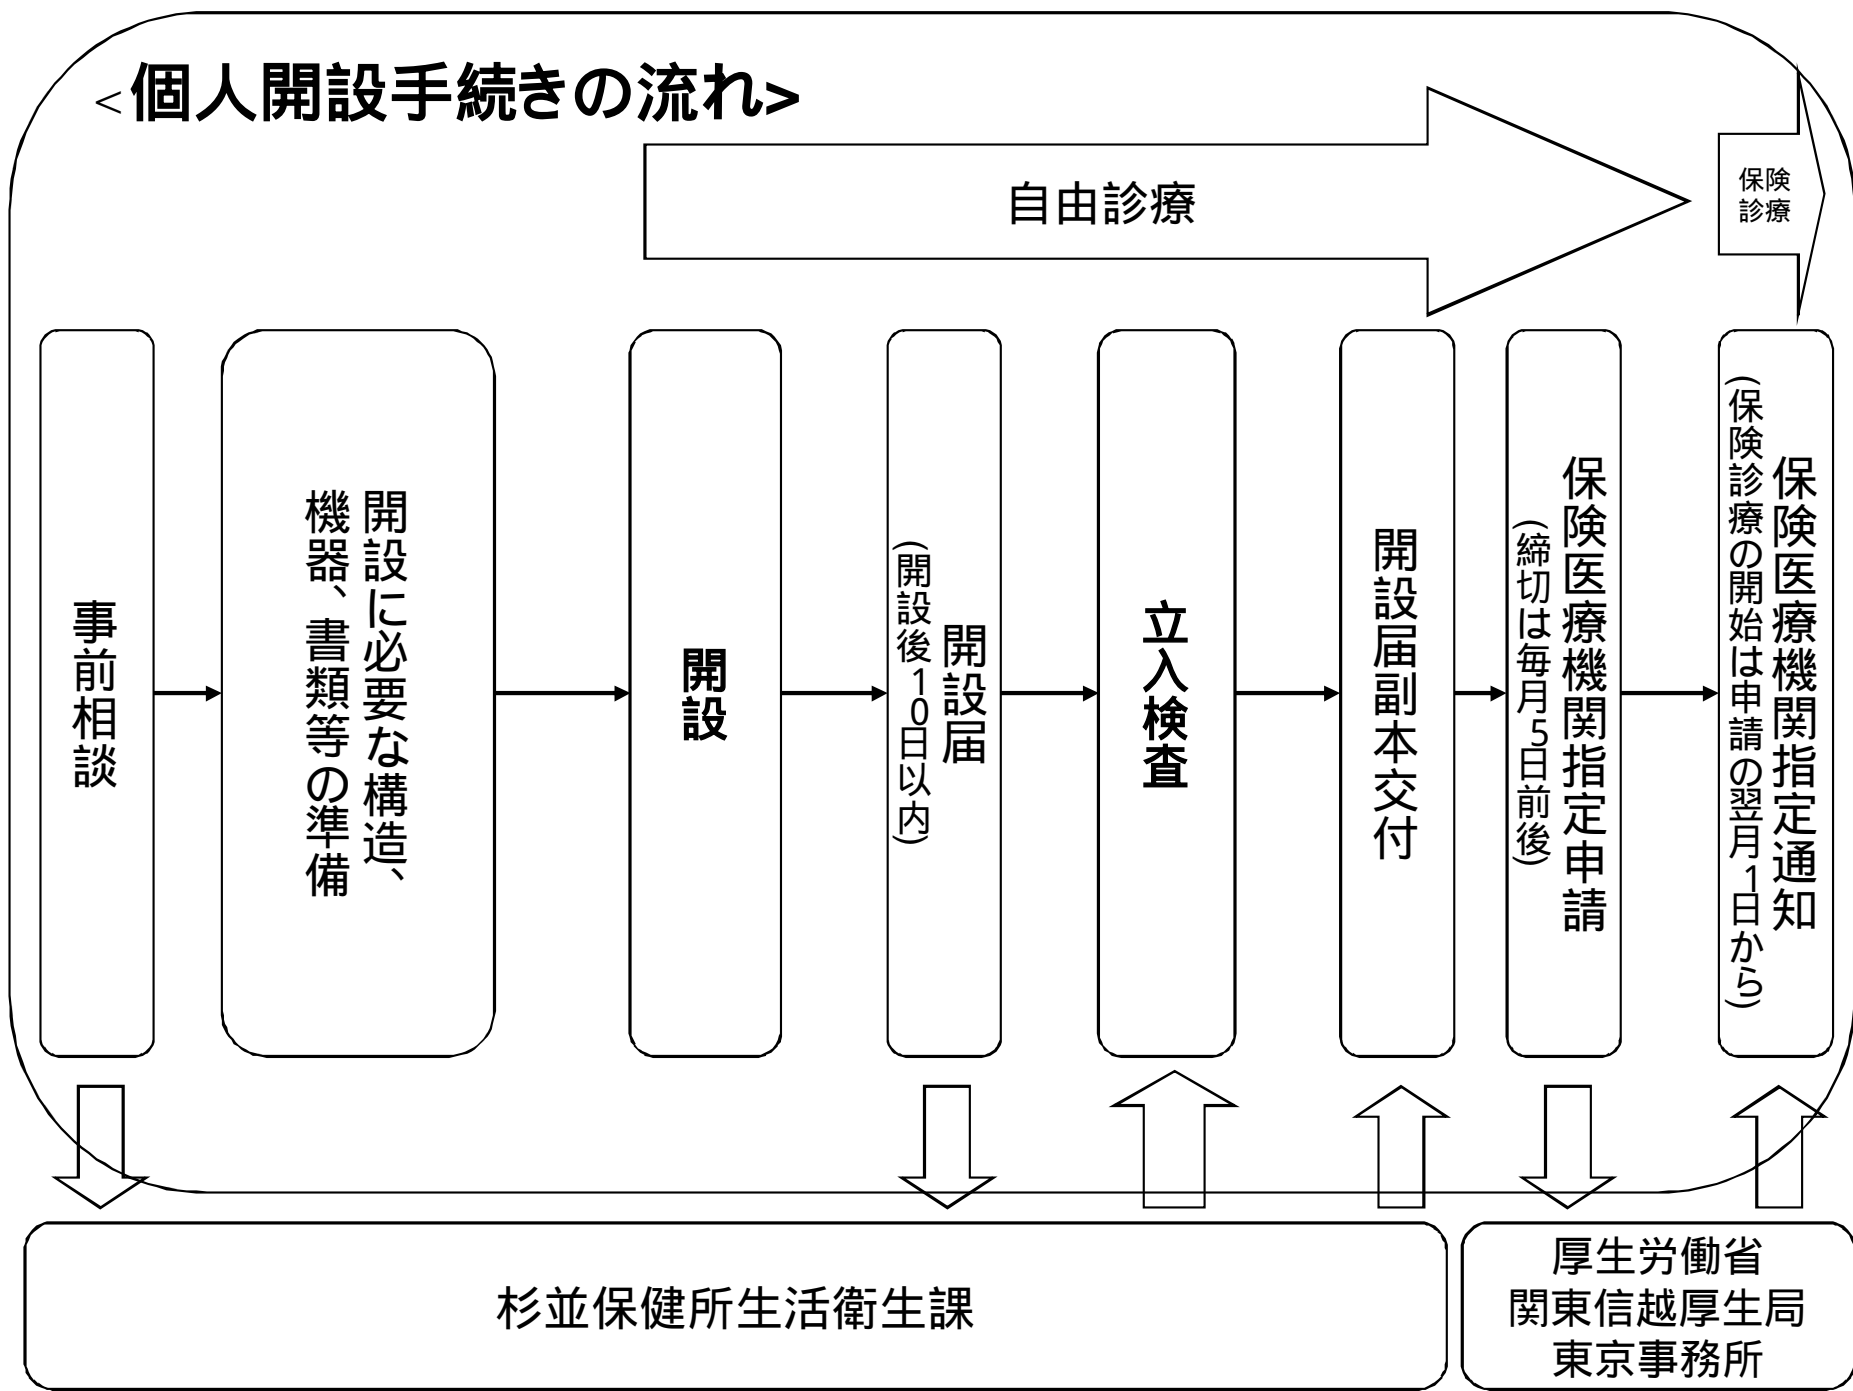 <個人開設手続きの流れ>
自由診療
保険
診療
事前相談
開設に必要な構造、
機器、書類等の準備
開設
開設届
(開設後10日以内)
立入検査
開設届副本交付
保険医療機関指定申請
(締切は毎月5日前後)
保険医療機関指定通知
(保険診療の開始は申請の翌月1日から)
杉並保健所生活衛生課
厚生労働省
関東信越厚生局
東京事務所